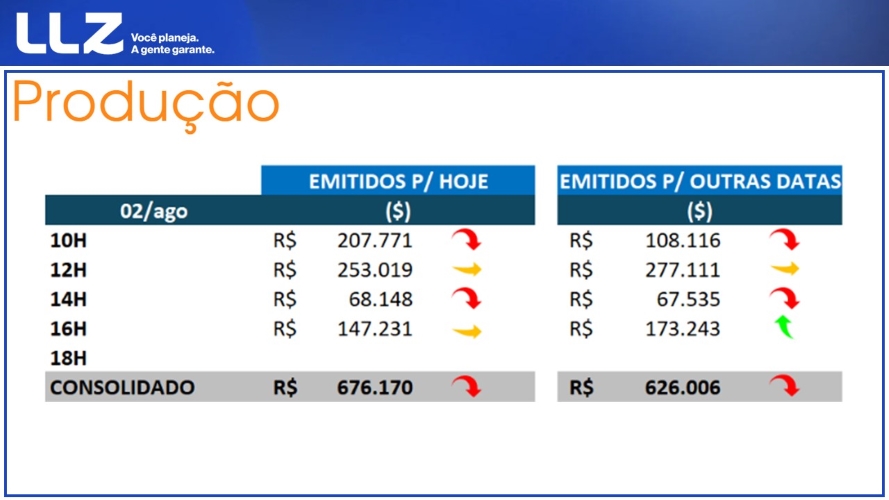 LLZ Você planeja.
A gente garante.
Produção
EMITIDOS P/ HOJE EMITIDOS P/ OUTRAS DATAS
02/ago ($) ($)
10H R$ 207.771 R$ 108.116
12H R$ 253.019 R$ 277.111
14H R$ 68.148 R$ 67.535
16H R$ 147.231 R$ 173.243
18H
CONSOLIDADO R$ 676.170 R$ 626.006